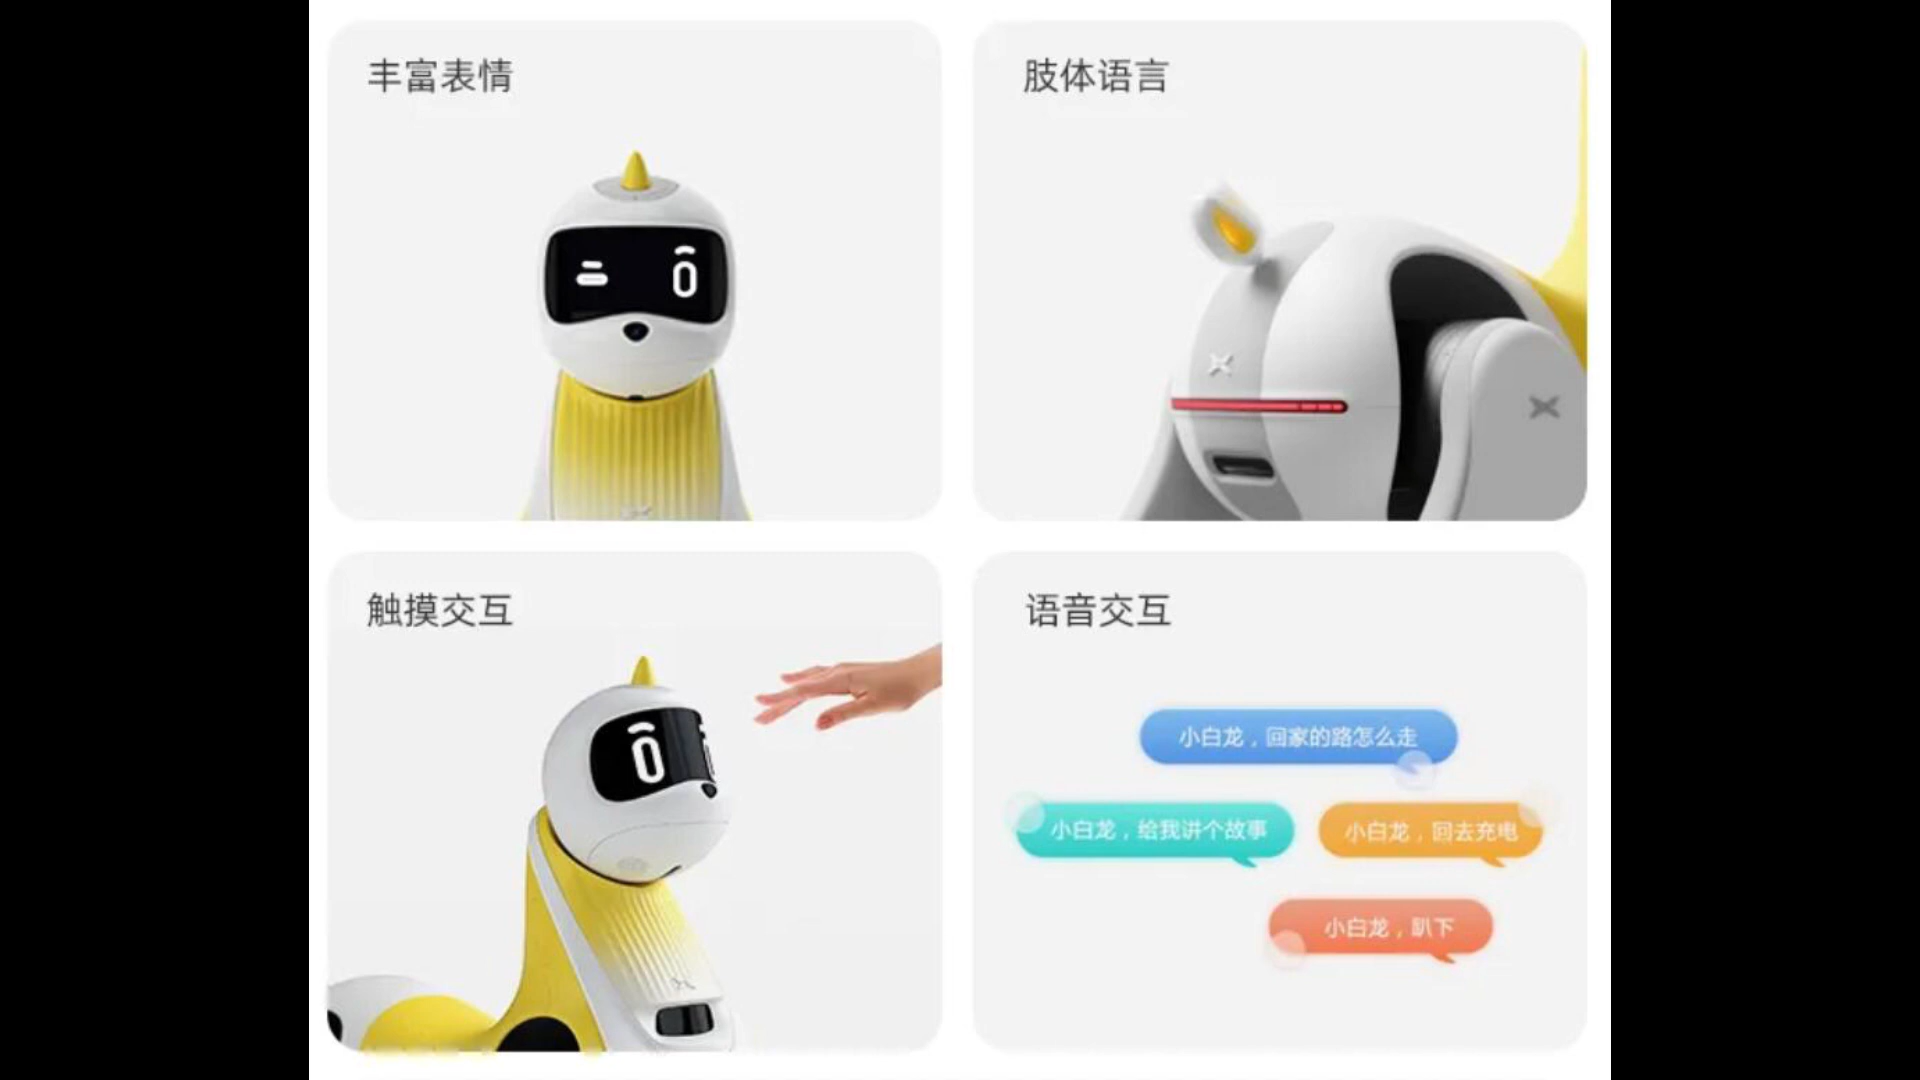 丰富表情
肢体语言
触摸交互
语音交互
小白龙，回家的路怎么走
小白龙，给我讲个故事
小白龙，回去充电
小白龙，趴下